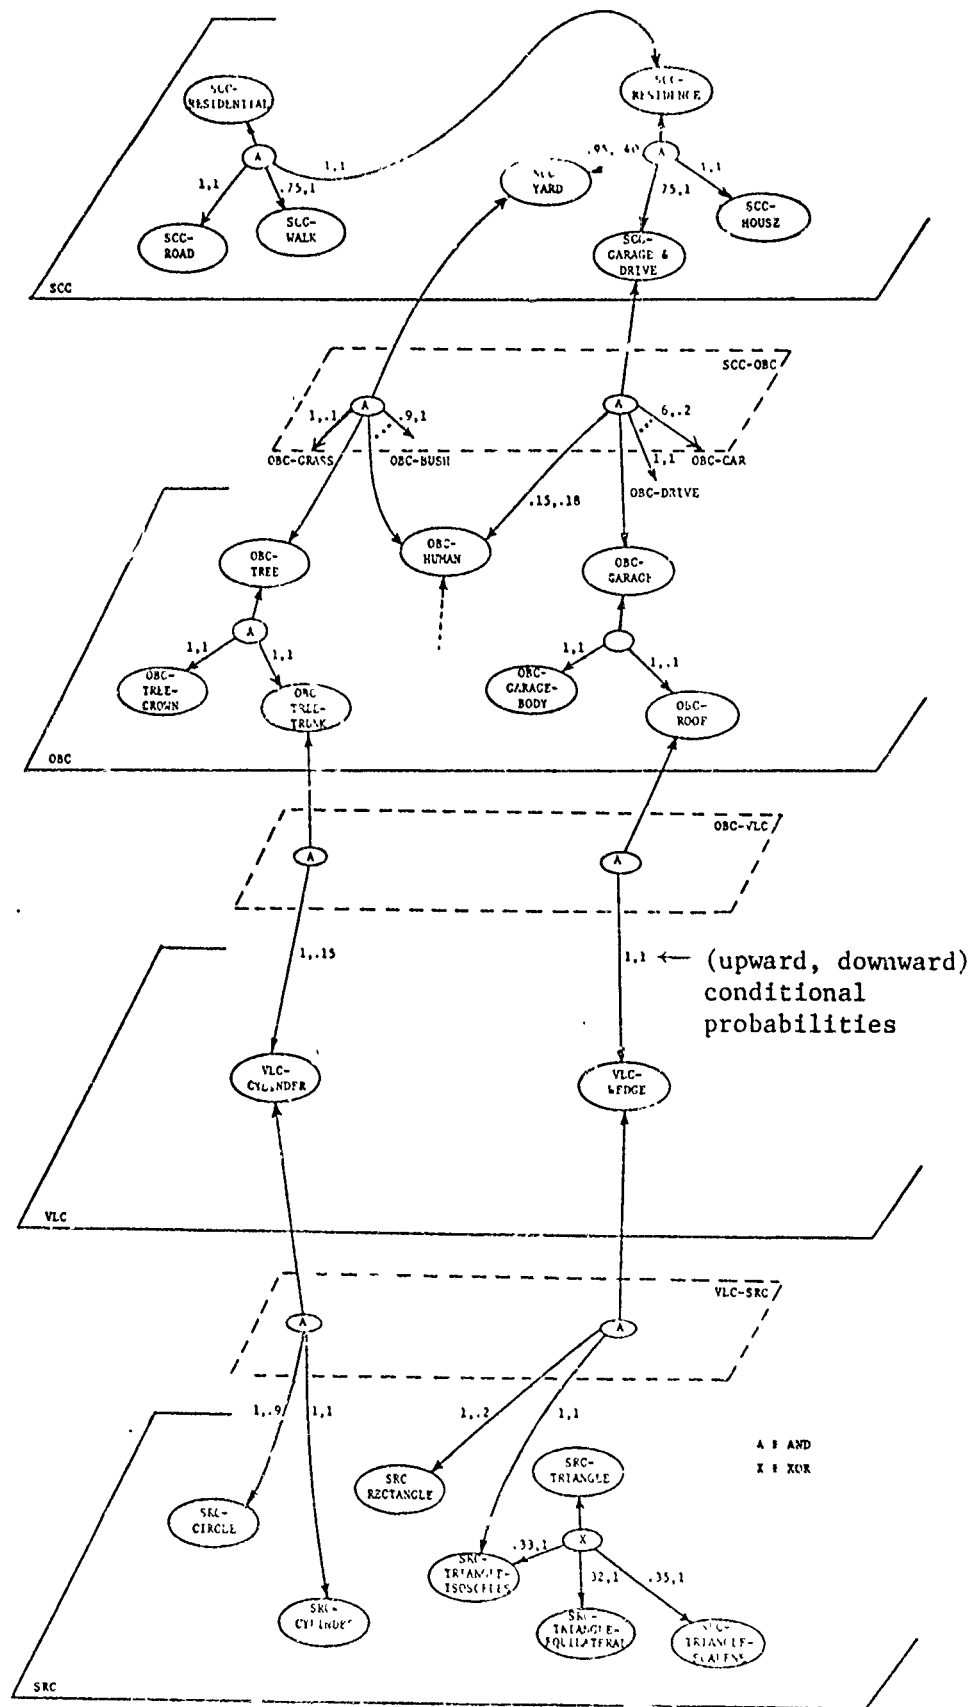 SCC-
RESIDENTIAL
SCC-
RESIDENCE
A
1,1
.95, 40
A
1,1
SCC
YARD
1,1
.75,1
75,1
SCC-
ROAD
SCC-
WALK
SCC-
HOUSE
SCC-
GARAGE &
DRIVE
SCC
SCC-OBC
A
1,.1
.9,1
A
6,.2
OBC-GRASS
OBC-BUSH
1,1
OBC-CAR
OBC-DRIVE
.15,.18
OBC-
TREE
OBC-
HUMAN
OBC-
GARAGE
A
1,1
1,1
1,1
1,.1
OBC-
TREE-
CROWN
OBC
TREE-
TRUNK
OBC-
GARAGE-
BODY
OBC-
ROOF
OBC
OBC-VLC
A
A
1,.15
1,1 ← (upward, downward)
conditional
probabilities
VLC-
CYLINDER
VLC-
WEDGE
VLC
VLC-SRC
A
A
1,.9
1,1
1,.2
1,1
A ≡ AND
X ≡ XOR
SRC-
TRIANGLE
SRC
RECTANGLE
SRC-
CIRCLE
X
.33,1
32,1
.35,1
SRC-
TRIANGLE-
ISOSCELES
SRC-
CYLINDER
SRC-
TRIANGLE-
EQUILATERAL
SRC-
TRIANGLE-
SCALENE
SRC